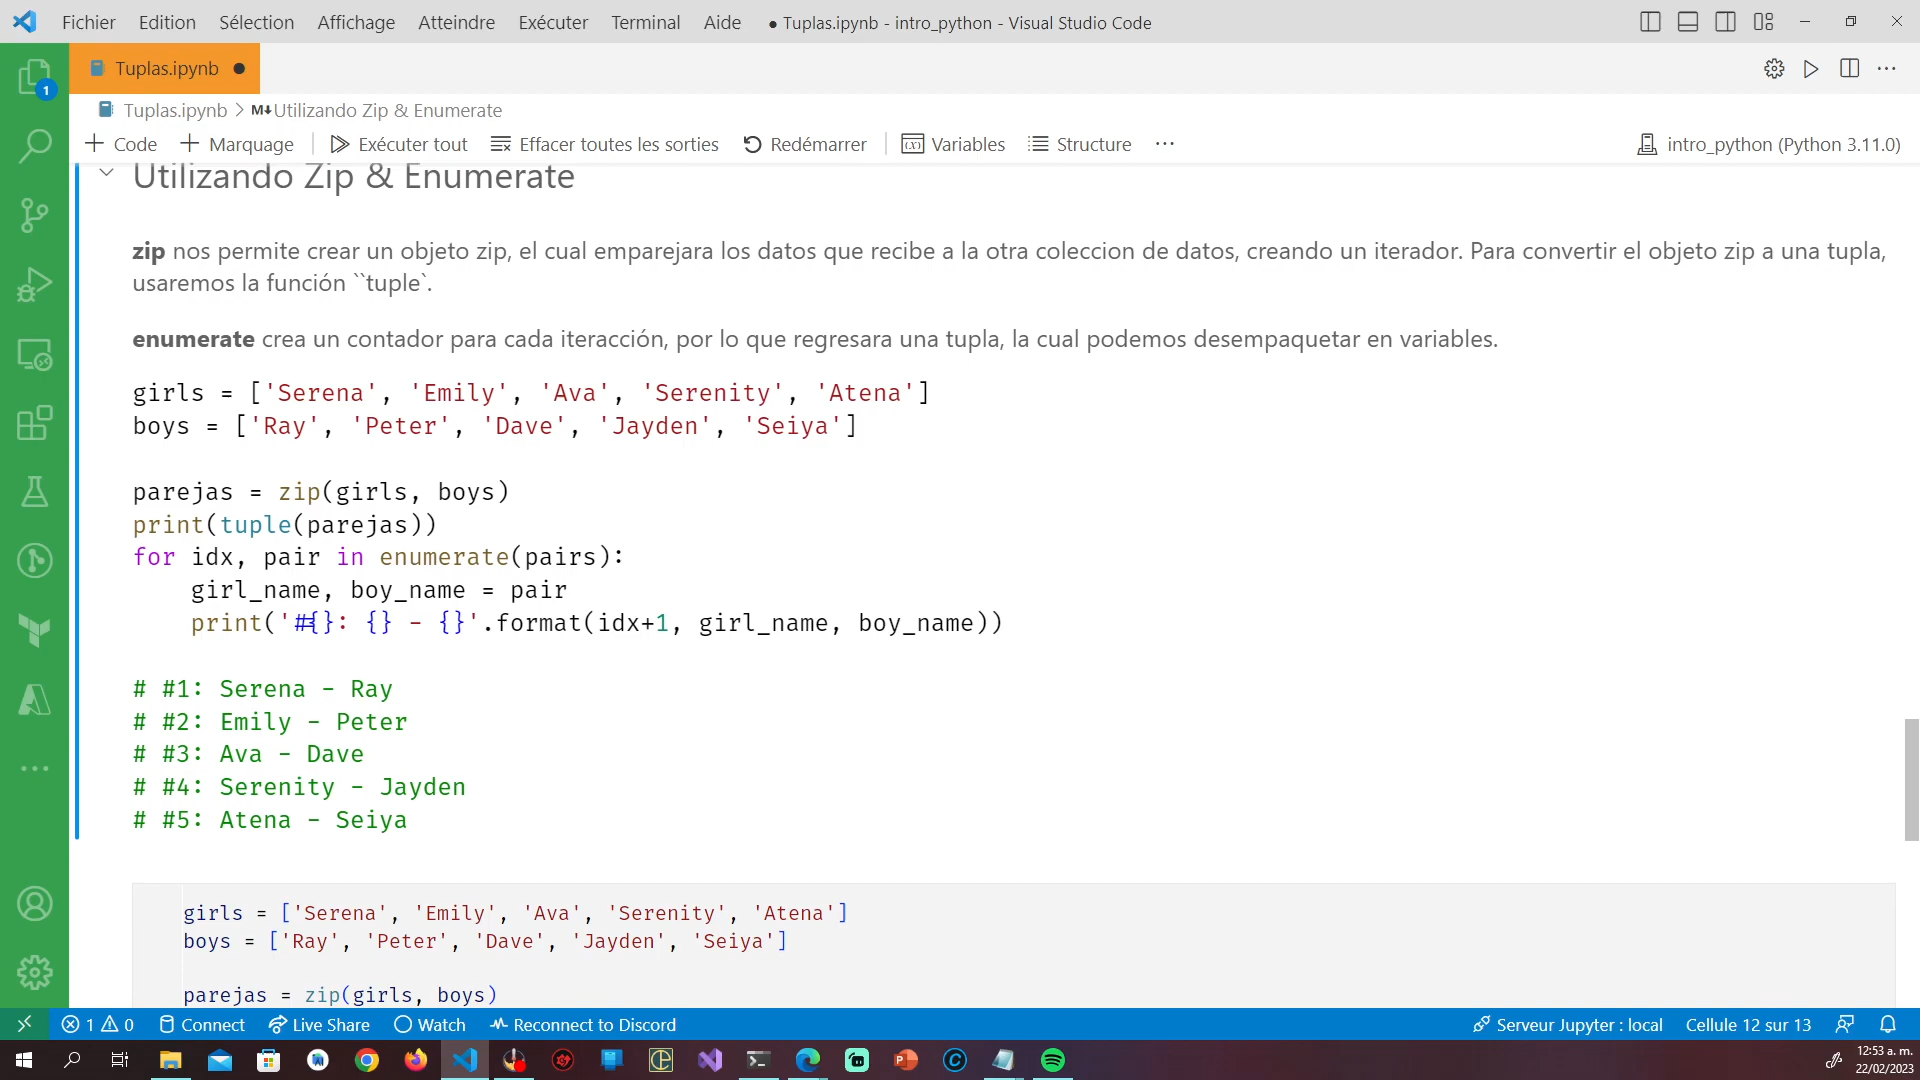 Fichier Edition Sélection Affichage Atteindre Exécuter Terminal Aide ● Tuplas.ipynb - intro_python - Visual Studio Code
Tuplas.ipynb ●
1
Tuplas.ipynb > M↓ Utilizando Zip & Enumerate
+ Code + Marquage Exécuter tout Effacer toutes les sorties Redémarrer Variables Structure ··· intro_python (Python 3.11.0)
Utilizando Zip & Enumerate
zip nos permite crear un objeto zip, el cual emparejara los datos que recibe a la otra coleccion de datos, creando un iterador. Para convertir el objeto zip a una tupla,
usaremos la función ``tuple`.
enumerate crea un contador para cada iteracción, por lo que regresara una tupla, la cual podemos desempaquetar en variables.
girls = ['Serena', 'Emily', 'Ava', 'Serenity', 'Atena']
boys = ['Ray', 'Peter', 'Dave', 'Jayden', 'Seiya']
parejas = zip(girls, boys)
print(tuple(parejas))
for idx, pair in enumerate(pairs):
    girl_name, boy_name = pair
    print('#{}: {} - {}'.format(idx+1, girl_name, boy_name))
# #1: Serena - Ray
# #2: Emily - Peter
# #3: Ava - Dave
# #4: Serenity - Jayden
# #5: Atena - Seiya
girls = ['Serena', 'Emily', 'Ava', 'Serenity', 'Atena']
boys = ['Ray', 'Peter', 'Dave', 'Jayden', 'Seiya']
parejas = zip(girls, boys)
1 0 Connect Live Share Watch Reconnect to Discord Serveur Jupyter : local Cellule 12 sur 13
12:53 a. m.
22/02/2023